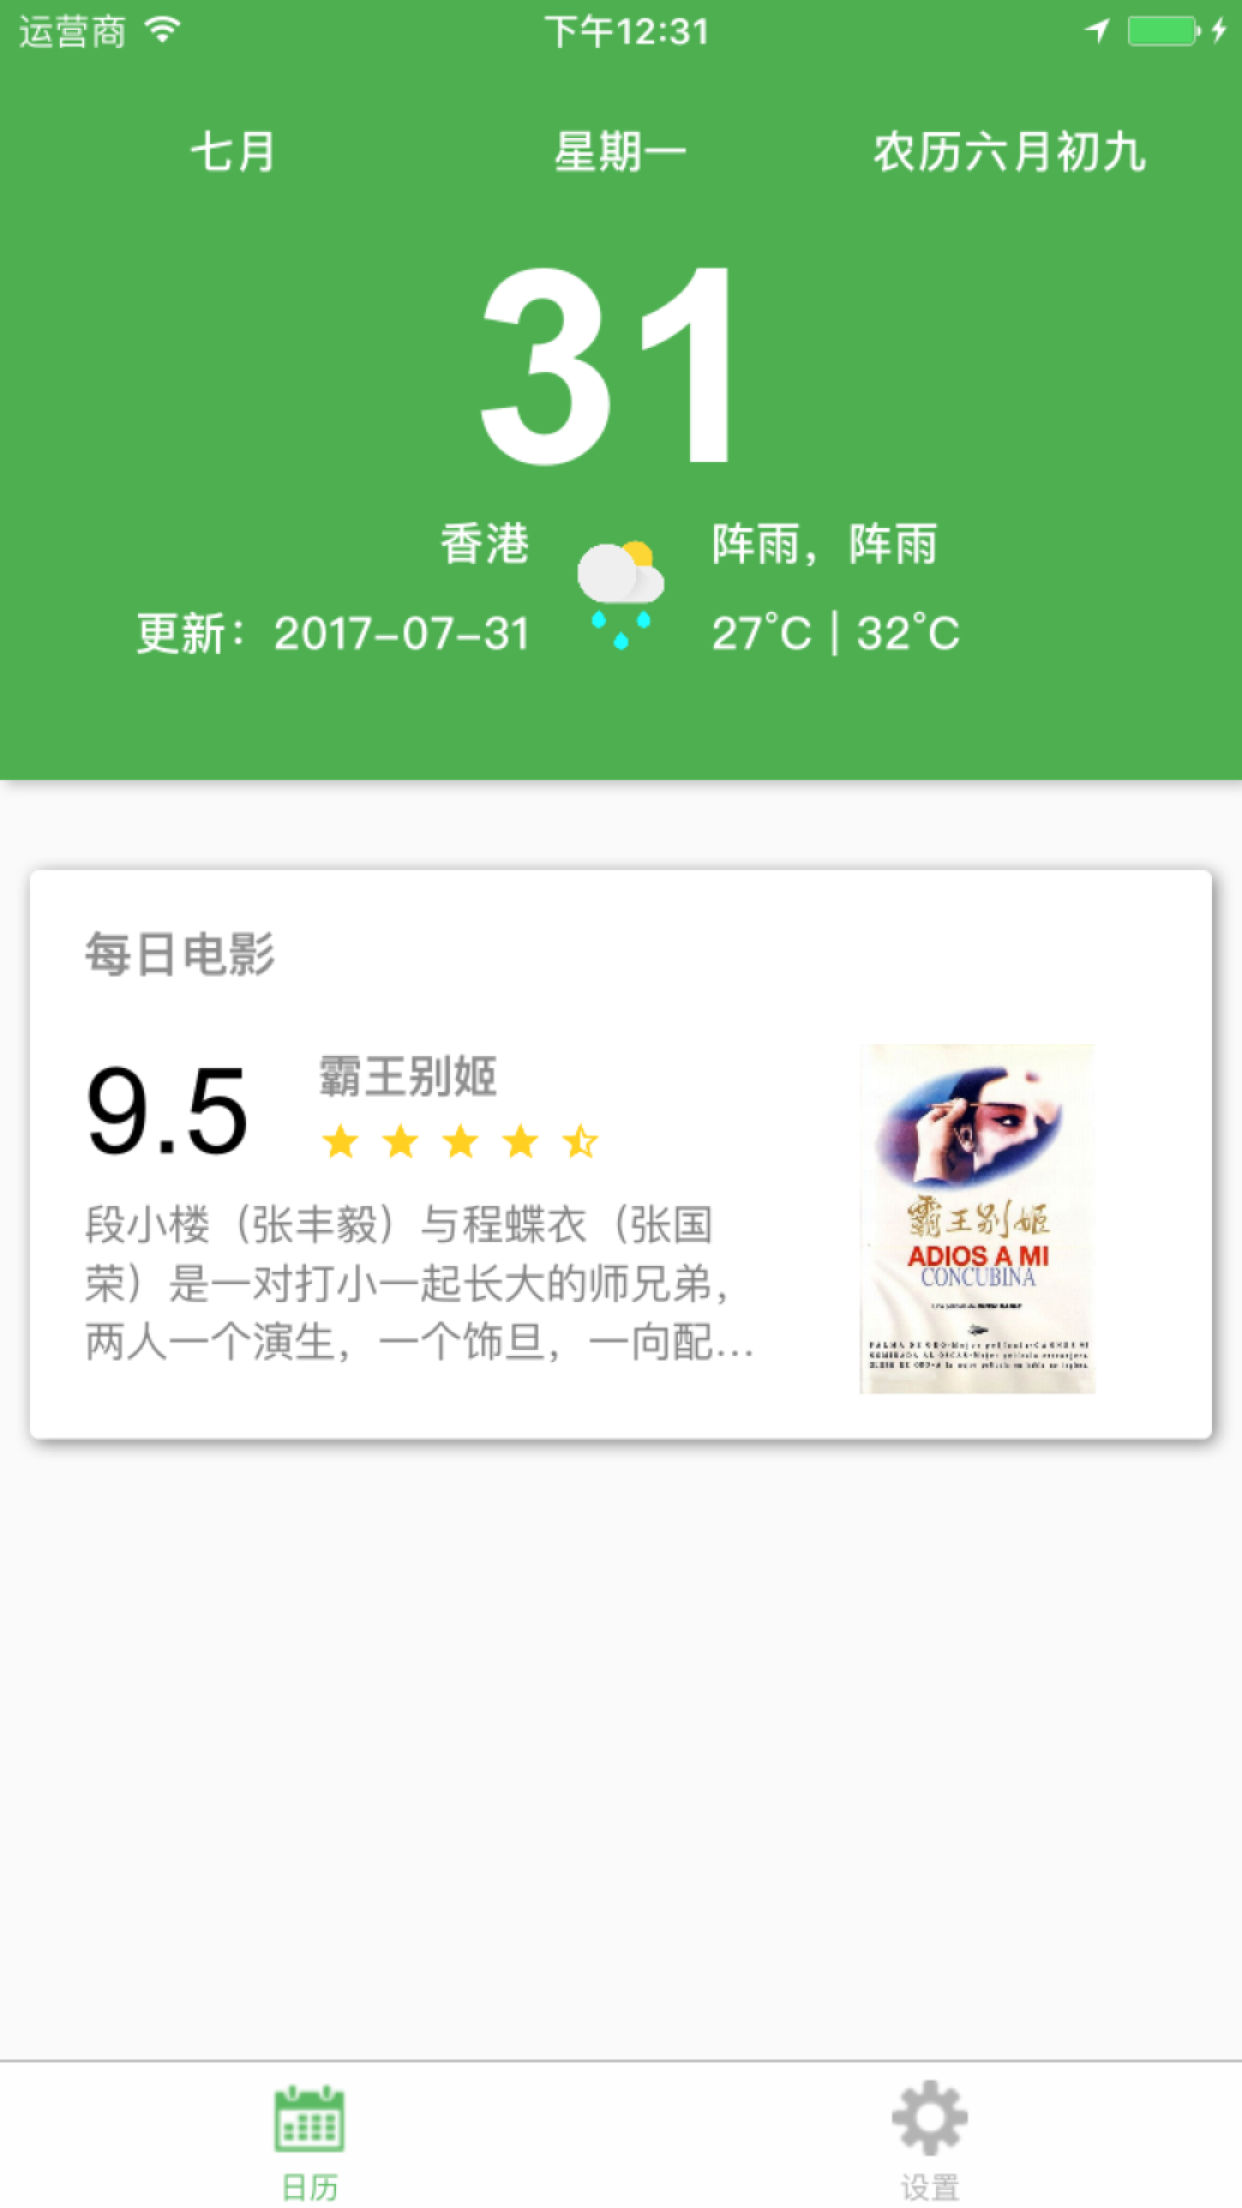 运营商 下午12:31
七月 星期一 农历六月初九
31
香港 阵雨，阵雨
更新：2017-07-31 27°C | 32°C
每日电影
9.5 霸王别姬
段小楼（张丰毅）与程蝶衣（张国
荣）是一对打小一起长大的师兄弟，
两人一个演生，一个饰旦，一向配...
霸王别姬
ADIOS A MI
CONCUBINA
日历 设置